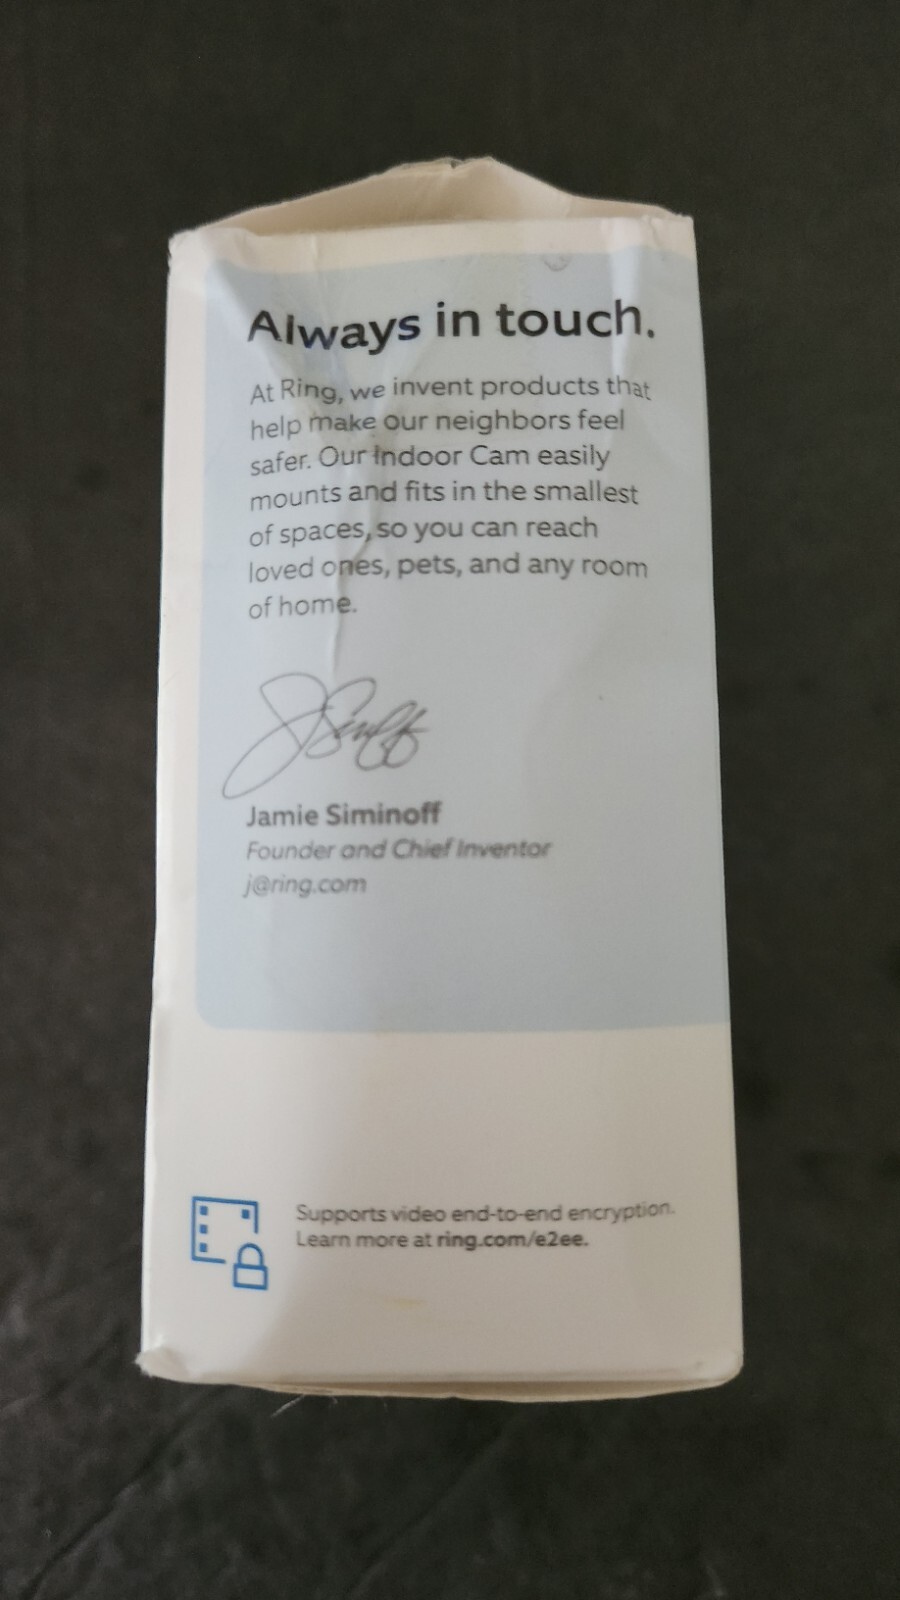 Always in touch.
At Ring, we invent products that
help make our neighbors feel
safer. Our Indoor Cam easily
mounts and fits in the smallest
of spaces, so you can reach
loved ones, pets, and any room
of home.
J Siminoff
Jamie Siminoff
Founder and Chief Inventor
j@ring.com
Supports video end-to-end encryption.
Learn more at ring.com/e2ee.